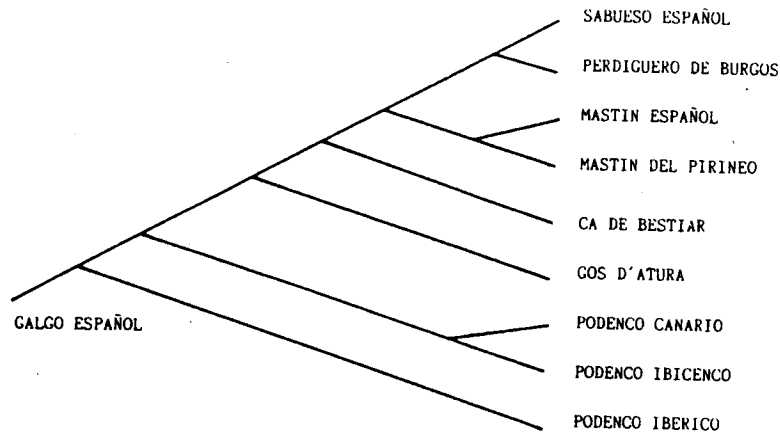 SABUESO ESPAÑOL
PERDIGUERO DE BURGOS
MASTIN ESPAÑOL
MASTIN DEL PIRINEO
CA DE BESTIAR
GOS D'ATURA
GALGO ESPAÑOL
PODENCO CANARIO
PODENCO IBICENCO
PODENCO IBERICO